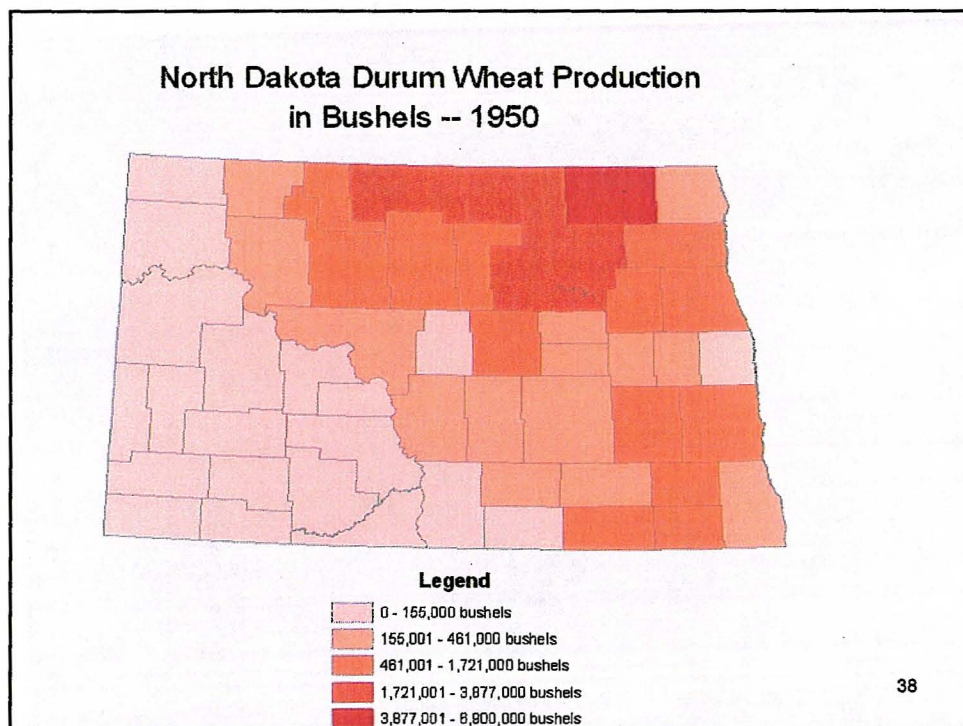 North Dakota Durum Wheat Production
in Bushels -- 1950
Legend
0 - 155,000 bushels
155,001 - 461,000 bushels
461,001 - 1,721,000 bushels
1,721,001 - 3,877,000 bushels
3,877,001 - 6,900,000 bushels
38